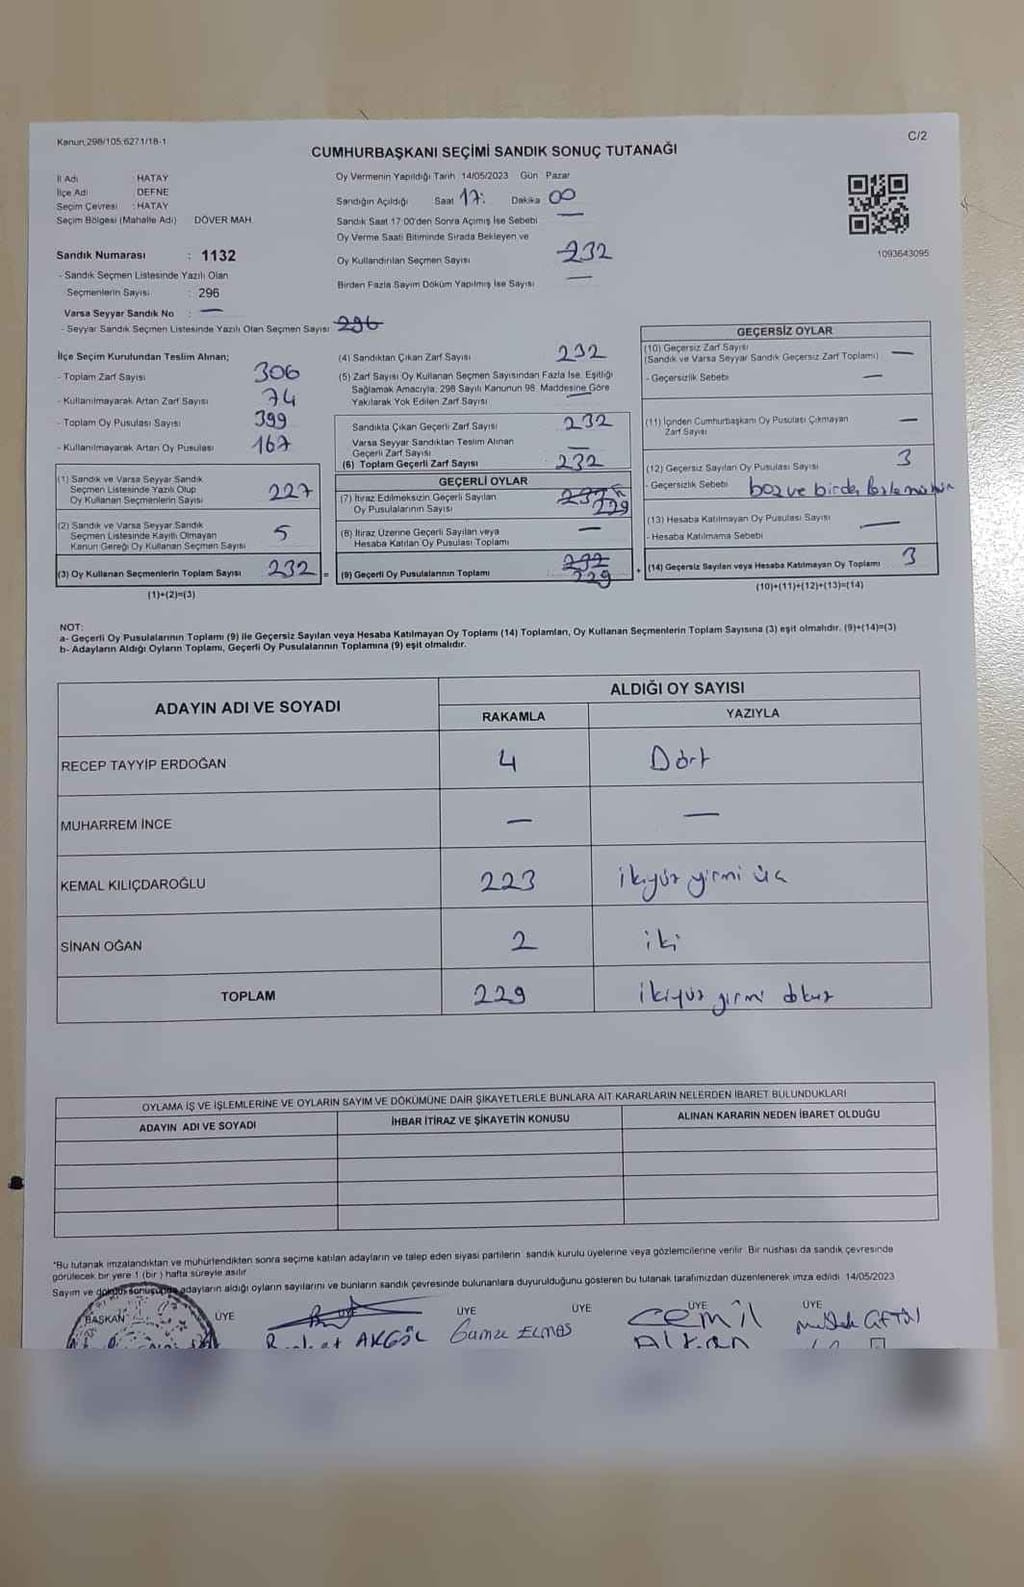 Kanun;298/105;6271/18-1
C/2
CUMHURBAŞKANI SEÇİMİ SANDIK SONUÇ TUTANAĞI
İl Adı : HATAY
İlçe Adı : DEFNE
Seçim Çevresi : HATAY
Seçim Bölgesi (Mahalle Adı) DÖVER MAH.
Sandık Numarası : 1132
- Sandık Seçmen Listesinde Yazılı Olan
Seçmenlerin Sayısı : 296
Varsa Seyyar Sandık No : —
- Seyyar Sandık Seçmen Listesinde Yazılı Olan Seçmen Sayısı 296
Oy Vermenin Yapıldığı Tarih 14/05/2023 Gün Pazar
Sandığın Açıldığı Saat 17: Dakika 00
Sandık Saat 17:00'den Sonra Açılmış İse Sebebi —
Oy Verme Saati Bitiminde Sırada Bekleyen ve
Oy Kullandırılan Seçmen Sayısı 232
Birden Fazla Sayım Döküm Yapılmış İse Sayısı —
1093643095
İlçe Seçim Kurulundan Teslim Alınan;
- Toplam Zarf Sayısı 306
- Kullanılmayarak Artan Zarf Sayısı 74
- Toplam Oy Pusulası Sayısı 399
- Kullanılmayarak Artan Oy Pusulası 167
(1) Sandık ve Varsa Seyyar Sandık
Seçmen Listesinde Yazılı Olup
Oy Kullanan Seçmenlerin Sayısı 227
(2) Sandık ve Varsa Seyyar Sandık
Seçmen Listesinde Kayıtlı Olmayan
Kanun Gereği Oy Kullanan Seçmen Sayısı 5
(3) Oy Kullanan Seçmenlerin Toplam Sayısı 232 =
(1)+(2)=(3)
(4) Sandıktan Çıkan Zarf Sayısı 232
(5) Zarf Sayısı Oy Kullanan Seçmen Sayısından Fazla İse, Eşitliği
Sağlamak Amacıyla, 298 Sayılı Kanunun 98. Maddesine Göre
Yakılarak Yok Edilen Zarf Sayısı —
Sandıkta Çıkan Geçerli Zarf Sayısı 232
Varsa Seyyar Sandıktan Teslim Alınan
Geçerli Zarf Sayısı —
(6) Toplam Geçerli Zarf Sayısı 232
GEÇERLİ OYLAR
(7) İtiraz Edilmeksizin Geçerli Sayılan
Oy Pusulalarının Sayısı 232 229
(8) İtiraz Üzerine Geçerli Sayılan veya
Hesaba Katılan Oy Pusulası Toplamı —
(9) Geçerli Oy Pusulalarının Toplamı 232 229 +
GEÇERSİZ OYLAR
(10) Geçersiz Zarf Sayısı
(Sandık ve Varsa Seyyar Sandık Geçersiz Zarf Toplamı) —
- Geçersizlik Sebebi —
(11) İçinden Cumhurbaşkanı Oy Pusulası Çıkmayan
Zarf Sayısı —
(12) Geçersiz Sayılan Oy Pusulası Sayısı 3
- Geçersizlik Sebebi boş ve birden fazla mühür
(13) Hesaba Katılmayan Oy Pusulası Sayısı —
- Hesaba Katılmama Sebebi
(14) Geçersiz Sayılan veya Hesaba Katılmayan Oy Toplamı 3
(10)+(11)+(12)+(13)=(14)
NOT:
a- Geçerli Oy Pusulalarının Toplamı (9) ile Geçersiz Sayılan veya Hesaba Katılmayan Oy Toplamı (14) Toplamları, Oy Kullanan Seçmenlerin Toplam Sayısına (3) eşit olmalıdır. (9)+(14)=(3)
b- Adayların Aldığı Oyların Toplamı, Geçerli Oy Pusulalarının Toplamına (9) eşit olmalıdır.
ADAYIN ADI VE SOYADI
ALDIĞI OY SAYISI
RAKAMLA YAZIYLA
RECEP TAYYİP ERDOĞAN 4 Dört
MUHARREM İNCE — —
KEMAL KILIÇDAROĞLU 223 ikiyüz yirmi üç
SİNAN OĞAN 2 iki
TOPLAM 229 ikiyüz yirmi dokuz
OYLAMA İŞ VE İŞLEMLERİNE VE OYLARIN SAYIM VE DÖKÜMÜNE DAİR ŞİKAYETLERLE BUNLARA AİT KARARLARIN NELERDEN İBARET BULUNDUKLARI
ADAYIN ADI VE SOYADI İHBAR İTİRAZ VE ŞİKAYETİN KONUSU ALINAN KARARIN NEDEN İBARET OLDUĞU
*Bu tutanak imzalandıktan ve mühürlendikten sonra seçime katılan adayların ve talep eden siyasi partilerin sandık kurulu üyelerine veya gözlemcilerine verilir. Bir nüshası da sandık çevresinde
görülecek bir yere 1 (bir) hafta süreyle asılır.
Sayım ve döküm sonucunda adayların aldığı oyların sayılarını ve bunların sandık çevresinde bulunanlara duyurulduğunu gösteren bu tutanak tarafımızdan düzenlenerek imza edildi. 14/05/2023
BAŞKAN ÜYE ÜYE ÜYE ÜYE ÜYE ÜYE
AKGÖL Gamze ELMAS Cemil
Alkan